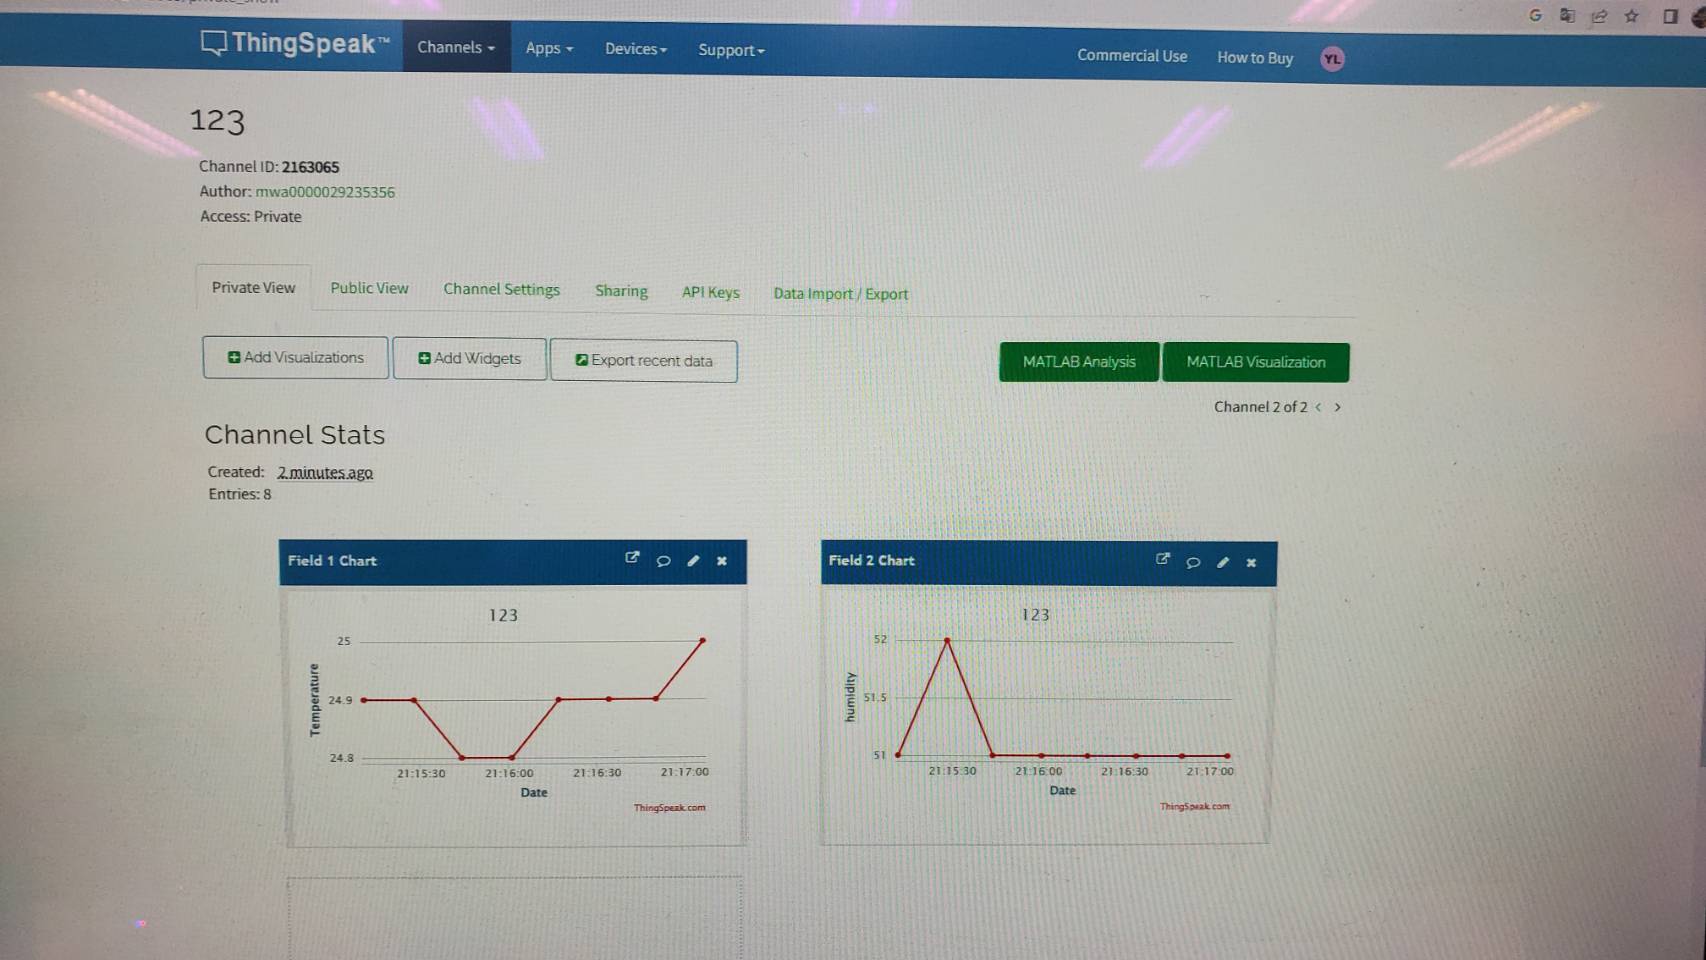 ThingSpeak™ Channels Apps Devices Support Commercial Use How to Buy YL
123
Channel ID: 2163065
Author: mwa0000029235356
Access: Private
Private View Public View Channel Settings Sharing API Keys Data Import / Export
Add Visualizations Add Widgets Export recent data MATLAB Analysis MATLAB Visualization
Channel 2 of 2 < >
Channel Stats
Created: 2 minutes ago
Entries: 8
Field 1 Chart
123
Temperature
25
24.9
24.8
21:15:30 21:16:00 21:16:30 21:17:00
Date
ThingSpeak.com
Field 2 Chart
123
humidity
52
51.5
51
21:15:30 21:16:00 21:16:30 21:17:00
Date
ThingSpeak.com